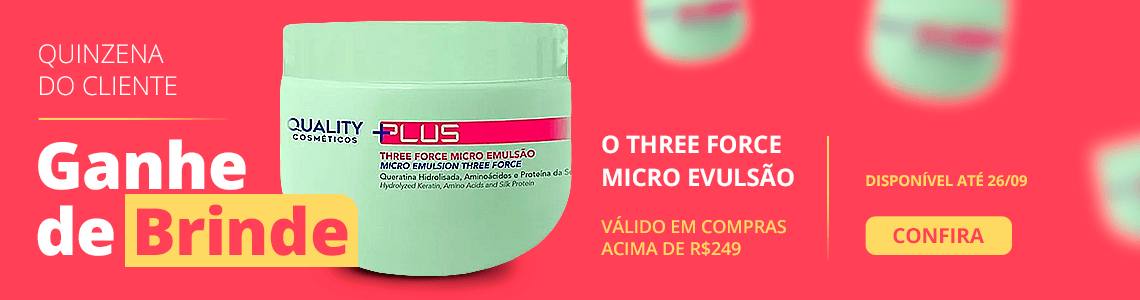 QUINZENA
DO CLIENTE
Ganhe
de Brinde
QUALITY
COSMÉTICOS
+PLUS
THREE FORCE MICRO EMULSÃO
MICRO EMULSION THREE FORCE
Queratina Hidrolisada, Aminoácidos e Proteína da
Hydrolyzed Keratin, Amino Acids and Silk Protein
O THREE FORCE
MICRO EVULSÃO
VÁLIDO EM COMPRAS
ACIMA DE R$249
DISPONÍVEL ATÉ 26/09
CONFIRA